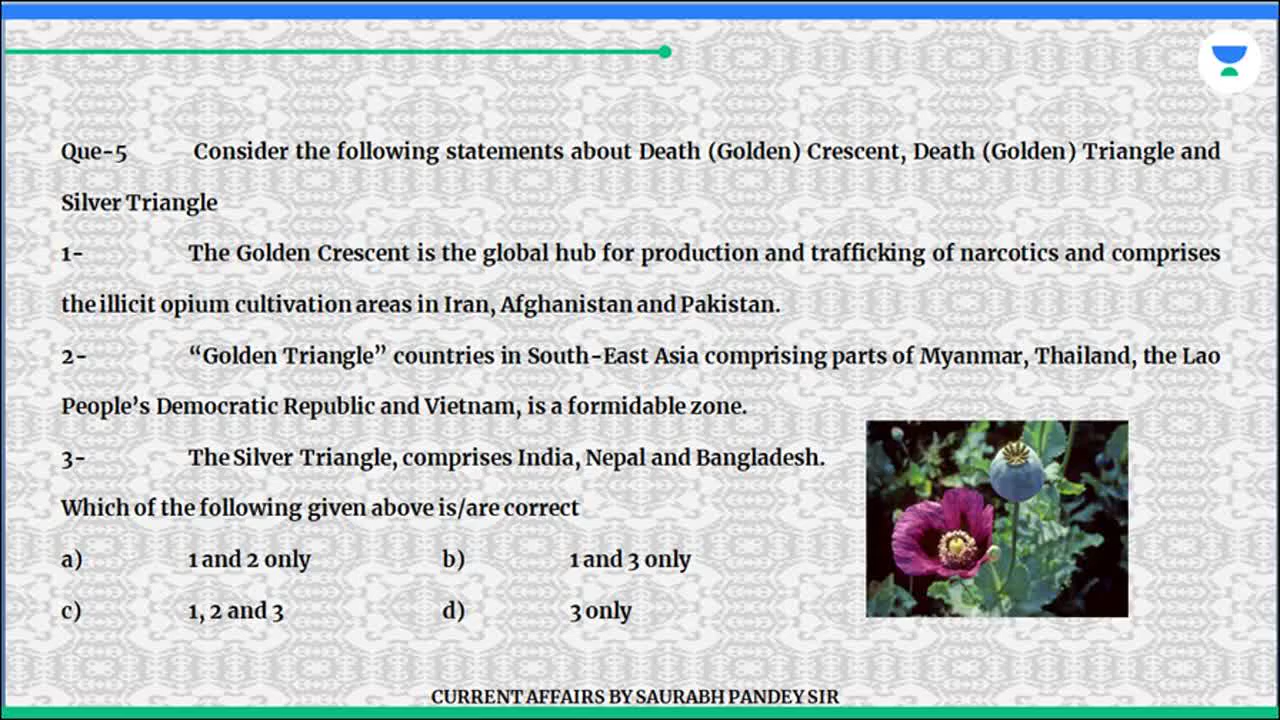 Que-5 Consider the following statements about Death (Golden) Crescent, Death (Golden) Triangle and
Silver Triangle
1- The Golden Crescent is the global hub for production and trafficking of narcotics and comprises
the illicit opium cultivation areas in Iran, Afghanistan and Pakistan.
2- “Golden Triangle” countries in South-East Asia comprising parts of Myanmar, Thailand, the Lao
People’s Democratic Republic and Vietnam, is a formidable zone.
3- The Silver Triangle, comprises India, Nepal and Bangladesh.
Which of the following given above is/are correct
a) 1 and 2 only b) 1 and 3 only
c) 1, 2 and 3 d) 3 only
CURRENT AFFAIRS BY SAURABH PANDEY SIR